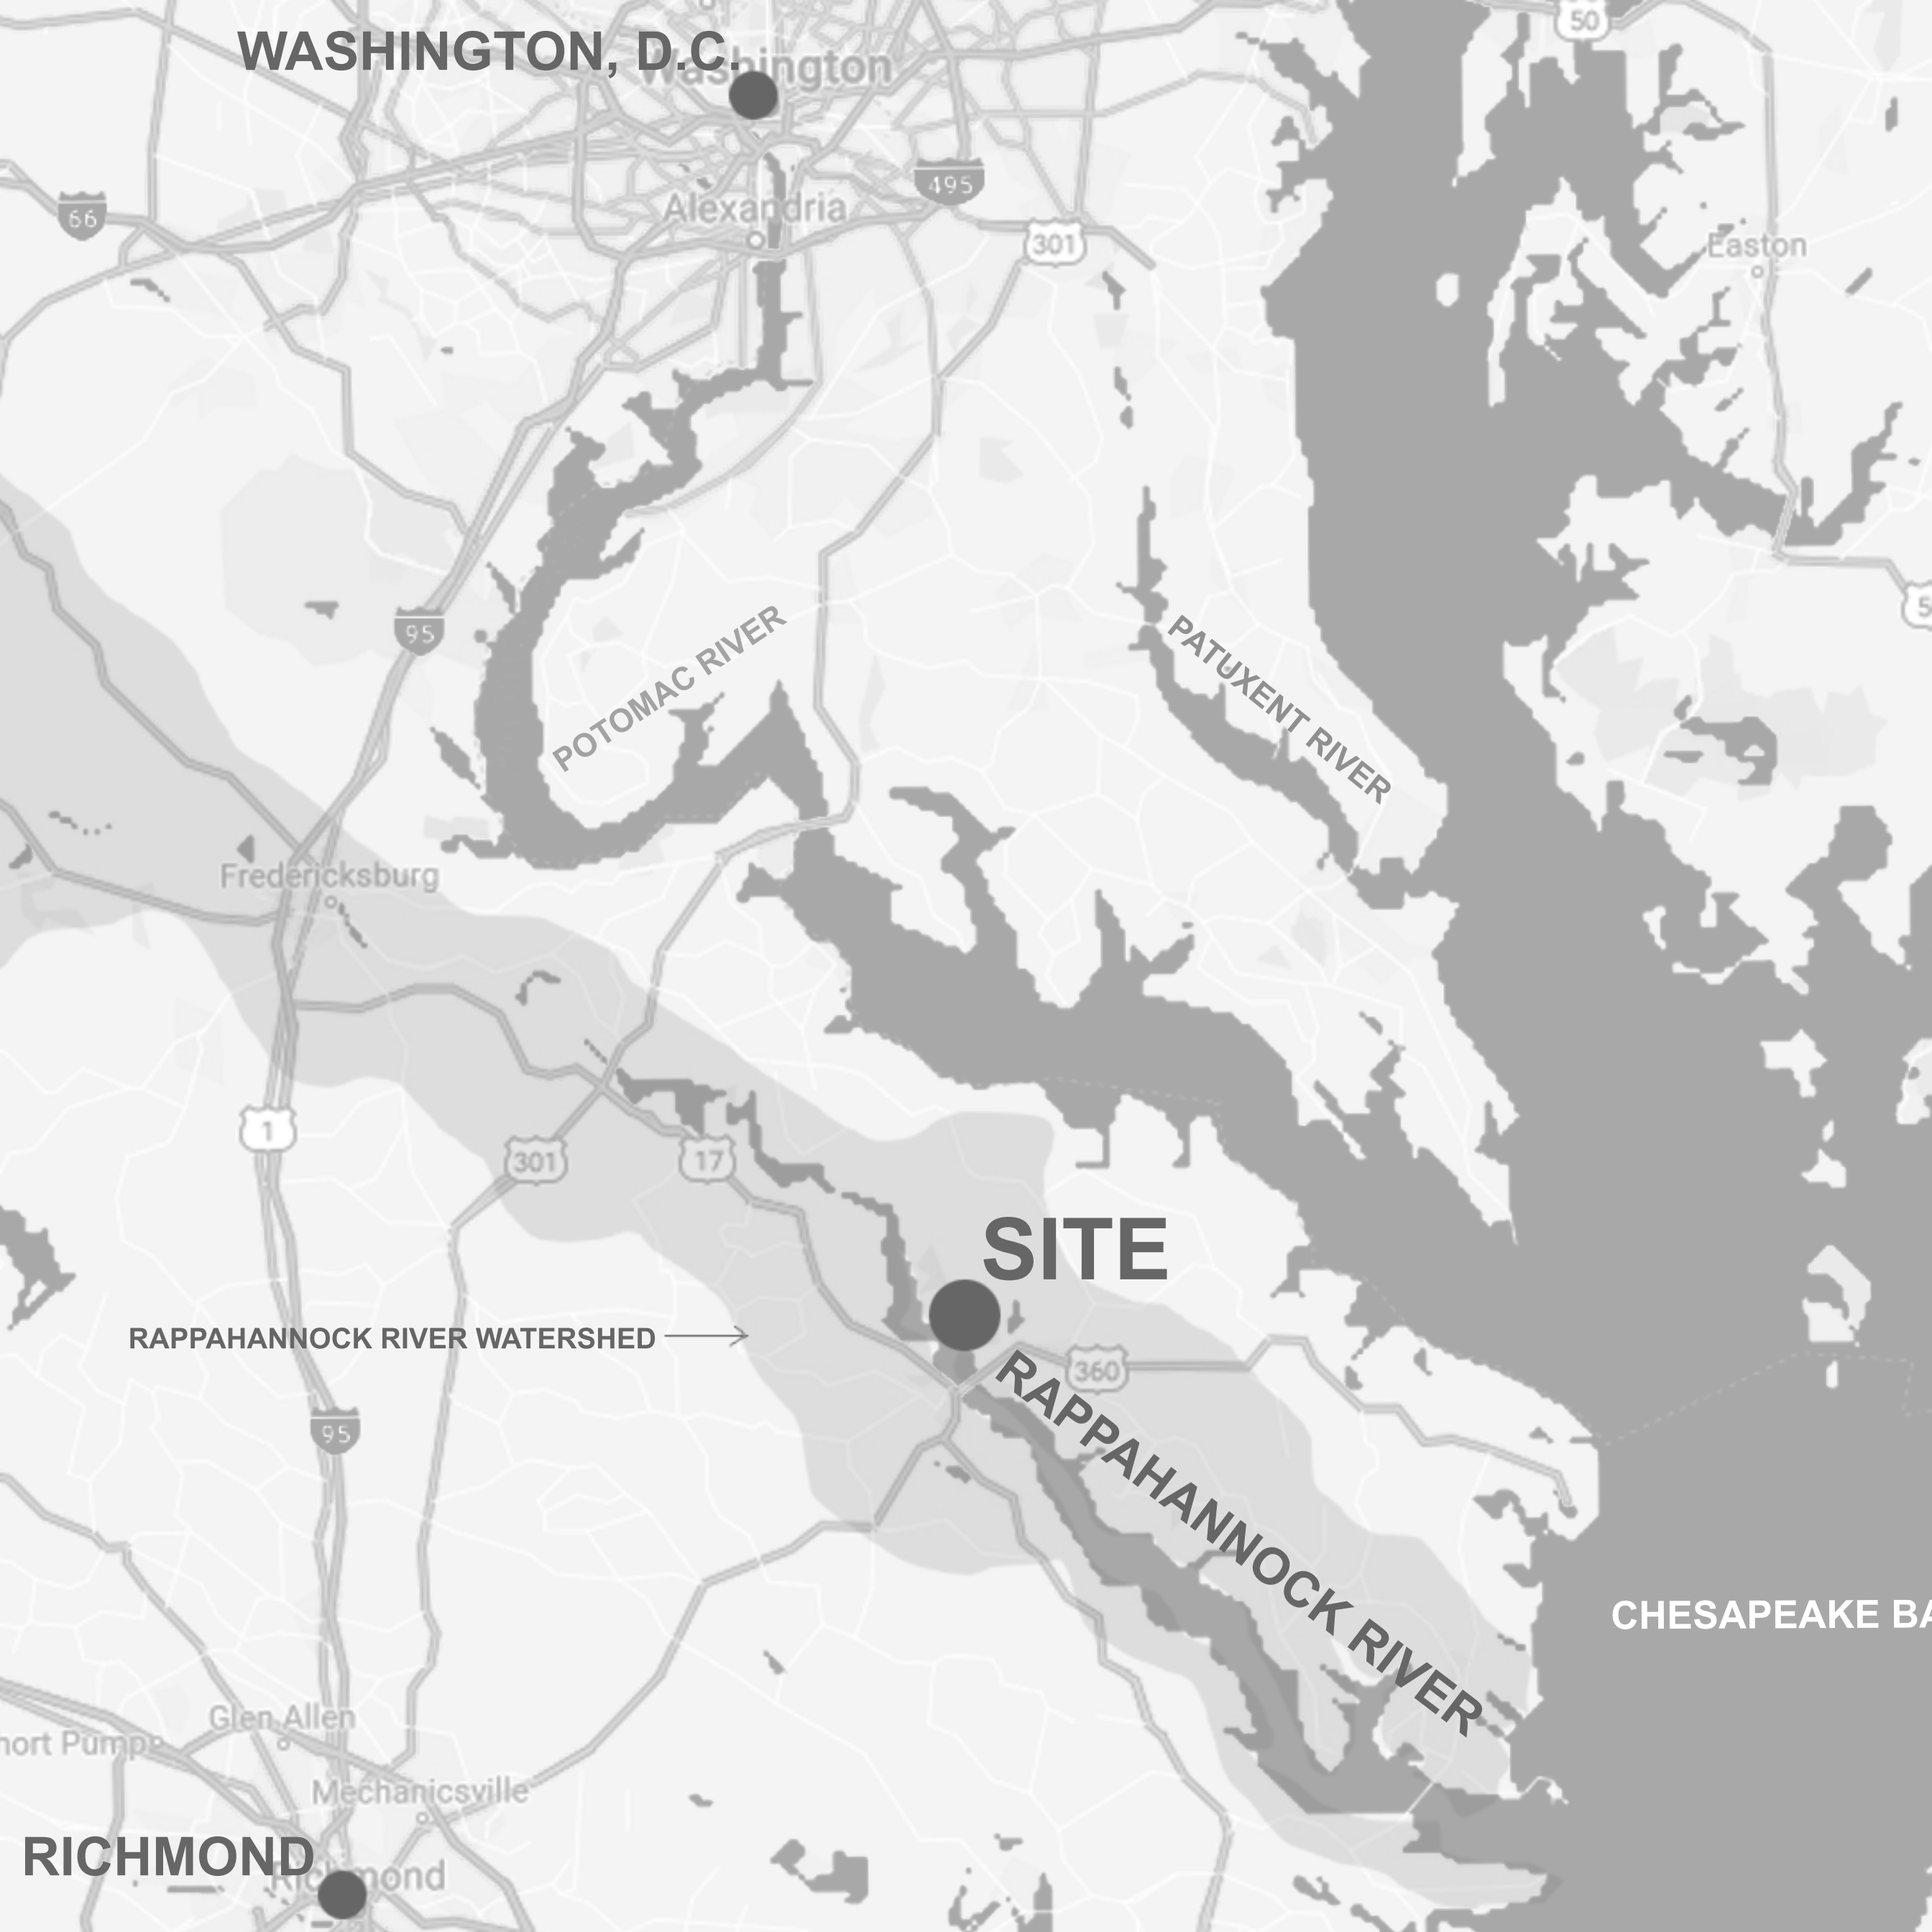 50
WASHINGTON, D.C.
Washington
495
66
Alexandria
301
Easton
5
95
POTOMAC RIVER
PATUXENT RIVER
Fredericksburg
1
301
17
SITE
RAPPAHANNOCK RIVER WATERSHED
360
RAPPAHANNOCK RIVER
95
CHESAPEAKE BA
Glen Allen
hort Pump
Mechanicsville
RICHMOND
Richmond